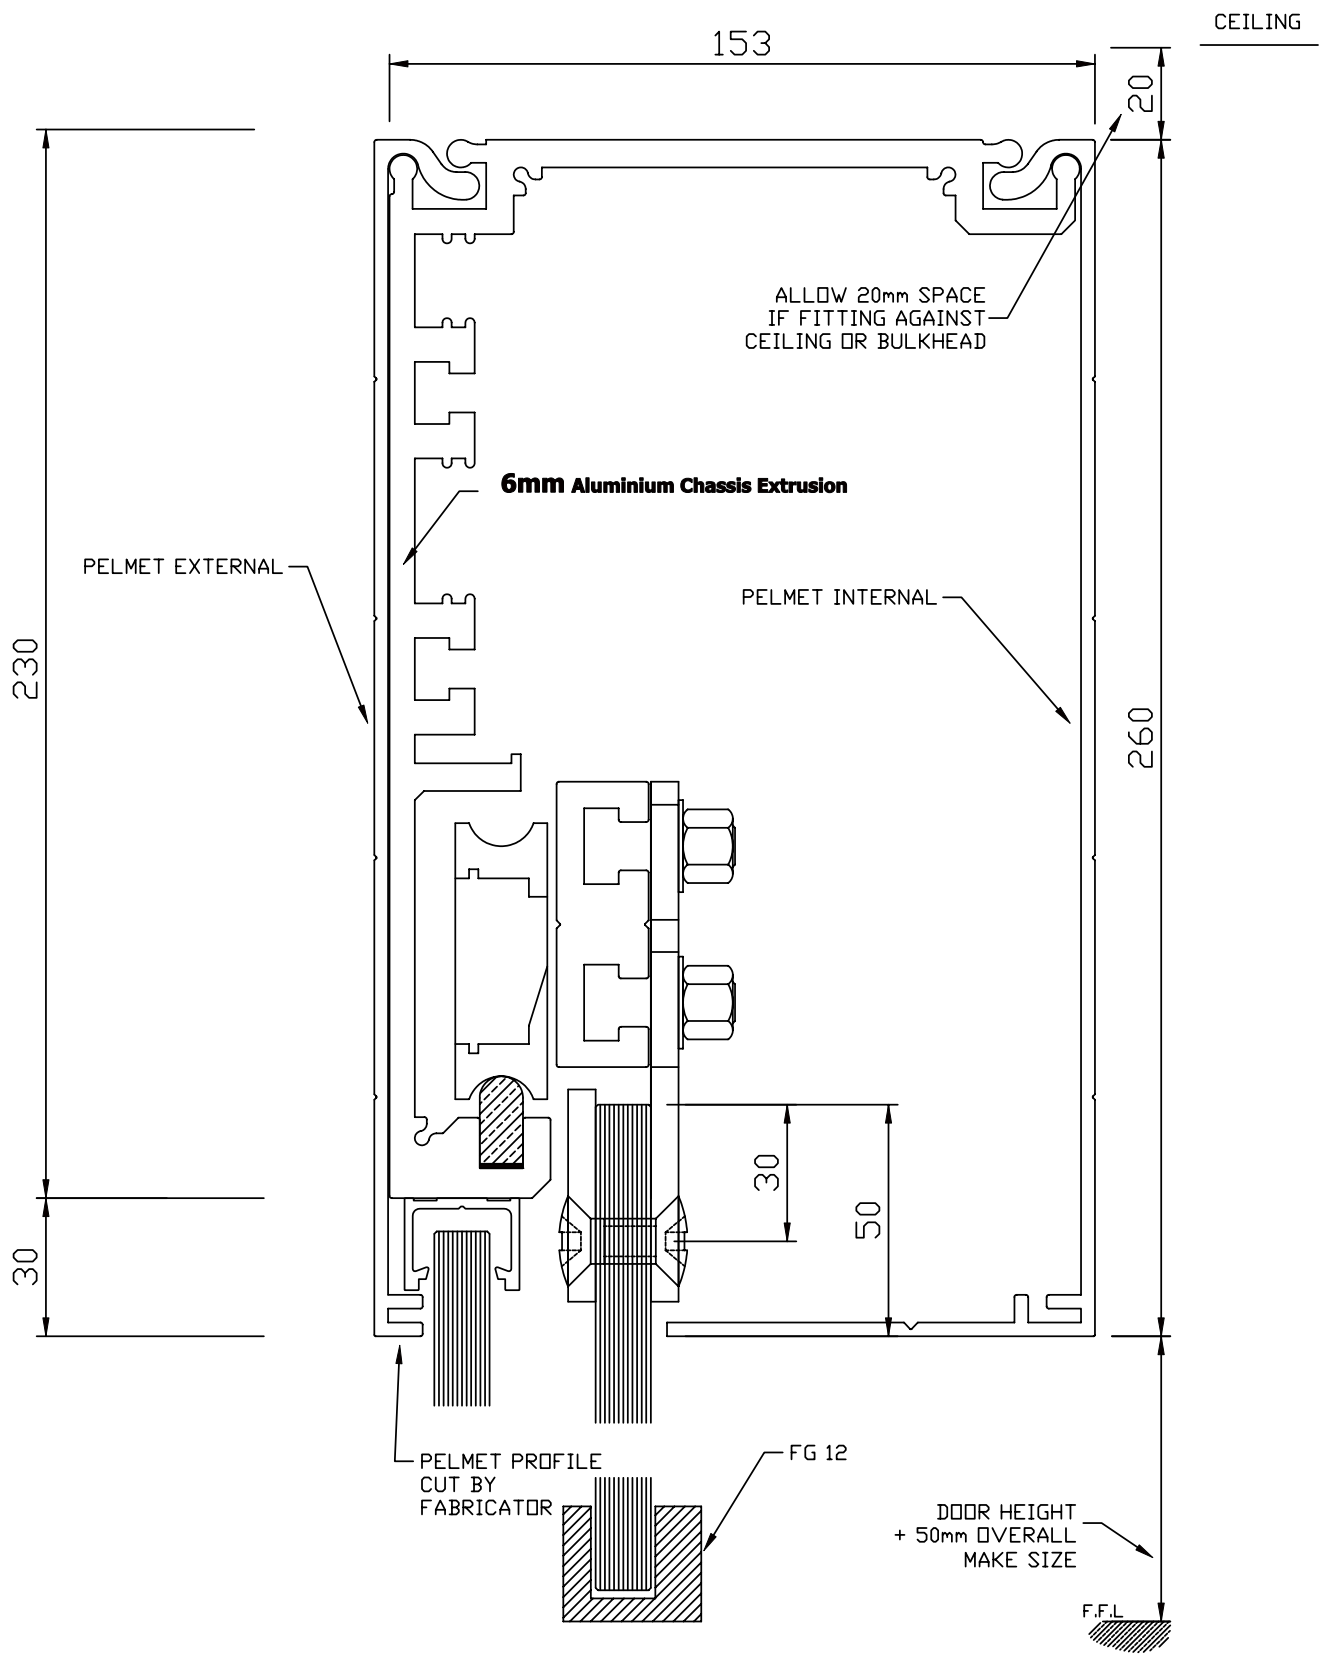 CEILING
153
20
ALLOW 20mm SPACE
IF FITTING AGAINST
CEILING OR BULKHEAD
6mm Aluminium Chassis Extrusion
PELMET EXTERNAL
PELMET INTERNAL
230
260
30
50
30
PELMET PROFILE
CUT BY
FABRICATOR
FG 12
DOOR HEIGHT
+ 50mm OVERALL
MAKE SIZE
F.F.L